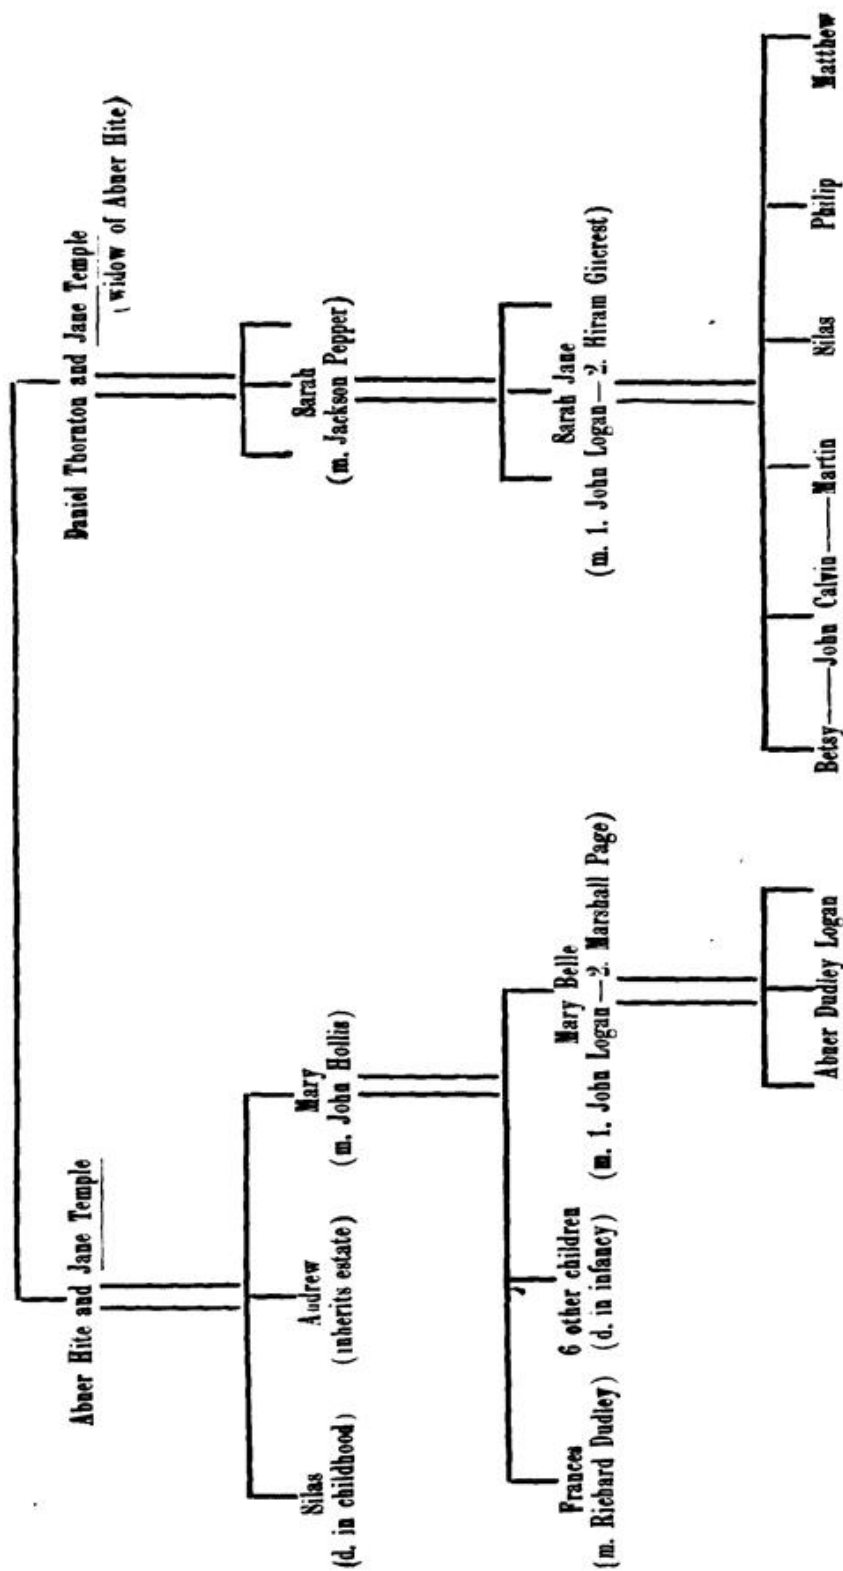 Abner Hite and Jane Temple
Daniel Thornton and Jane Temple
(widow of Abner Hite)
Silas
(d. in childhood)
Andrew
(inherits estate)
Mary
(m. John Hollis)
Sarah
(m. Jackson Pepper)
Frances
(m. Richard Dudley)
6 other children
(d. in infancy)
Mary Belle
(m. 1. John Logan—2. Marshall Page)
Sarah Jane
(m. 1. John Logan—2. Hiram Gilcrest)
Abner Dudley Logan
Betsy——John Calvin——Martin Silas Philip Matthew